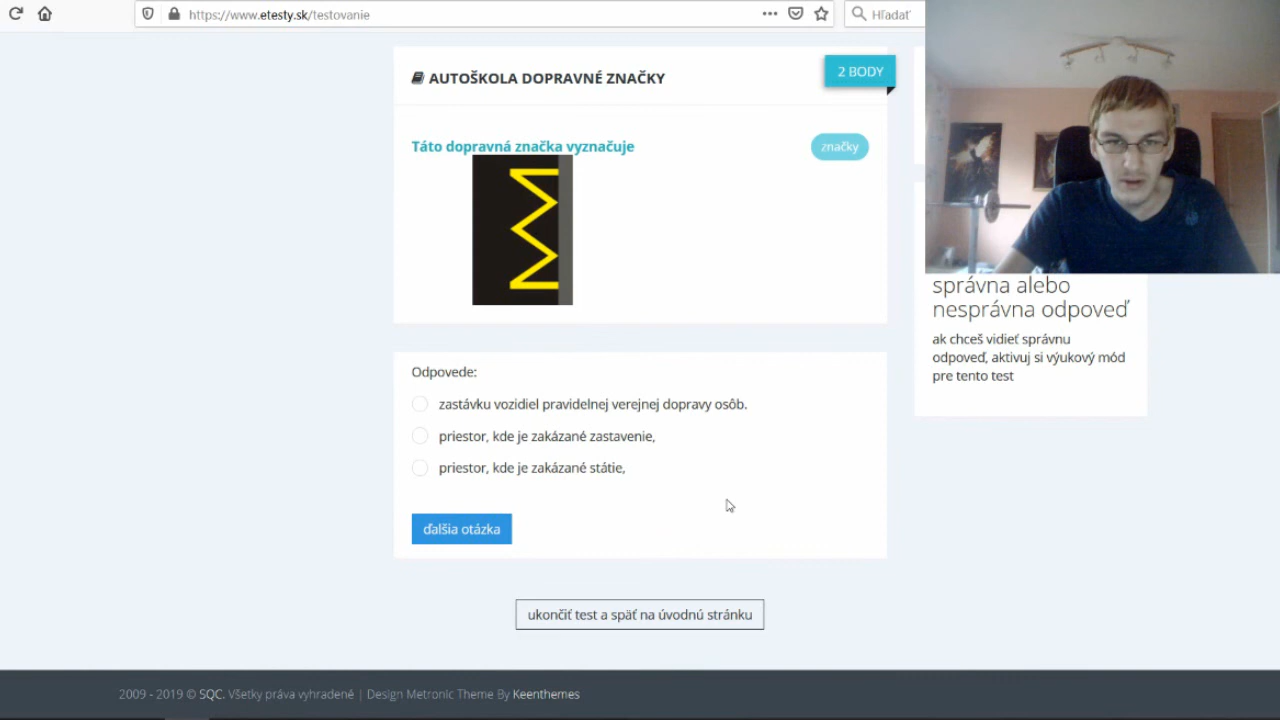 https://www.etesty.sk/testovanie
Hľadať
AUTOŠKOLA DOPRAVNÉ ZNAČKY
2 BODY
Táto dopravná značka vyznačuje
značky
správna alebo
nesprávna odpoveď
ak chceš vidieť správnu
odpoveď, aktivuj si výukový mód
pre tento test
Odpovede:
zastávku vozidiel pravidelnej verejnej dopravy osôb.
priestor, kde je zakázané zastavenie,
priestor, kde je zakázané státie,
ďalšia otázka
ukončiť test a späť na úvodnú stránku
2009 - 2019 © SQC. Všetky práva vyhradené | Design Metronic Theme By Keenthemes